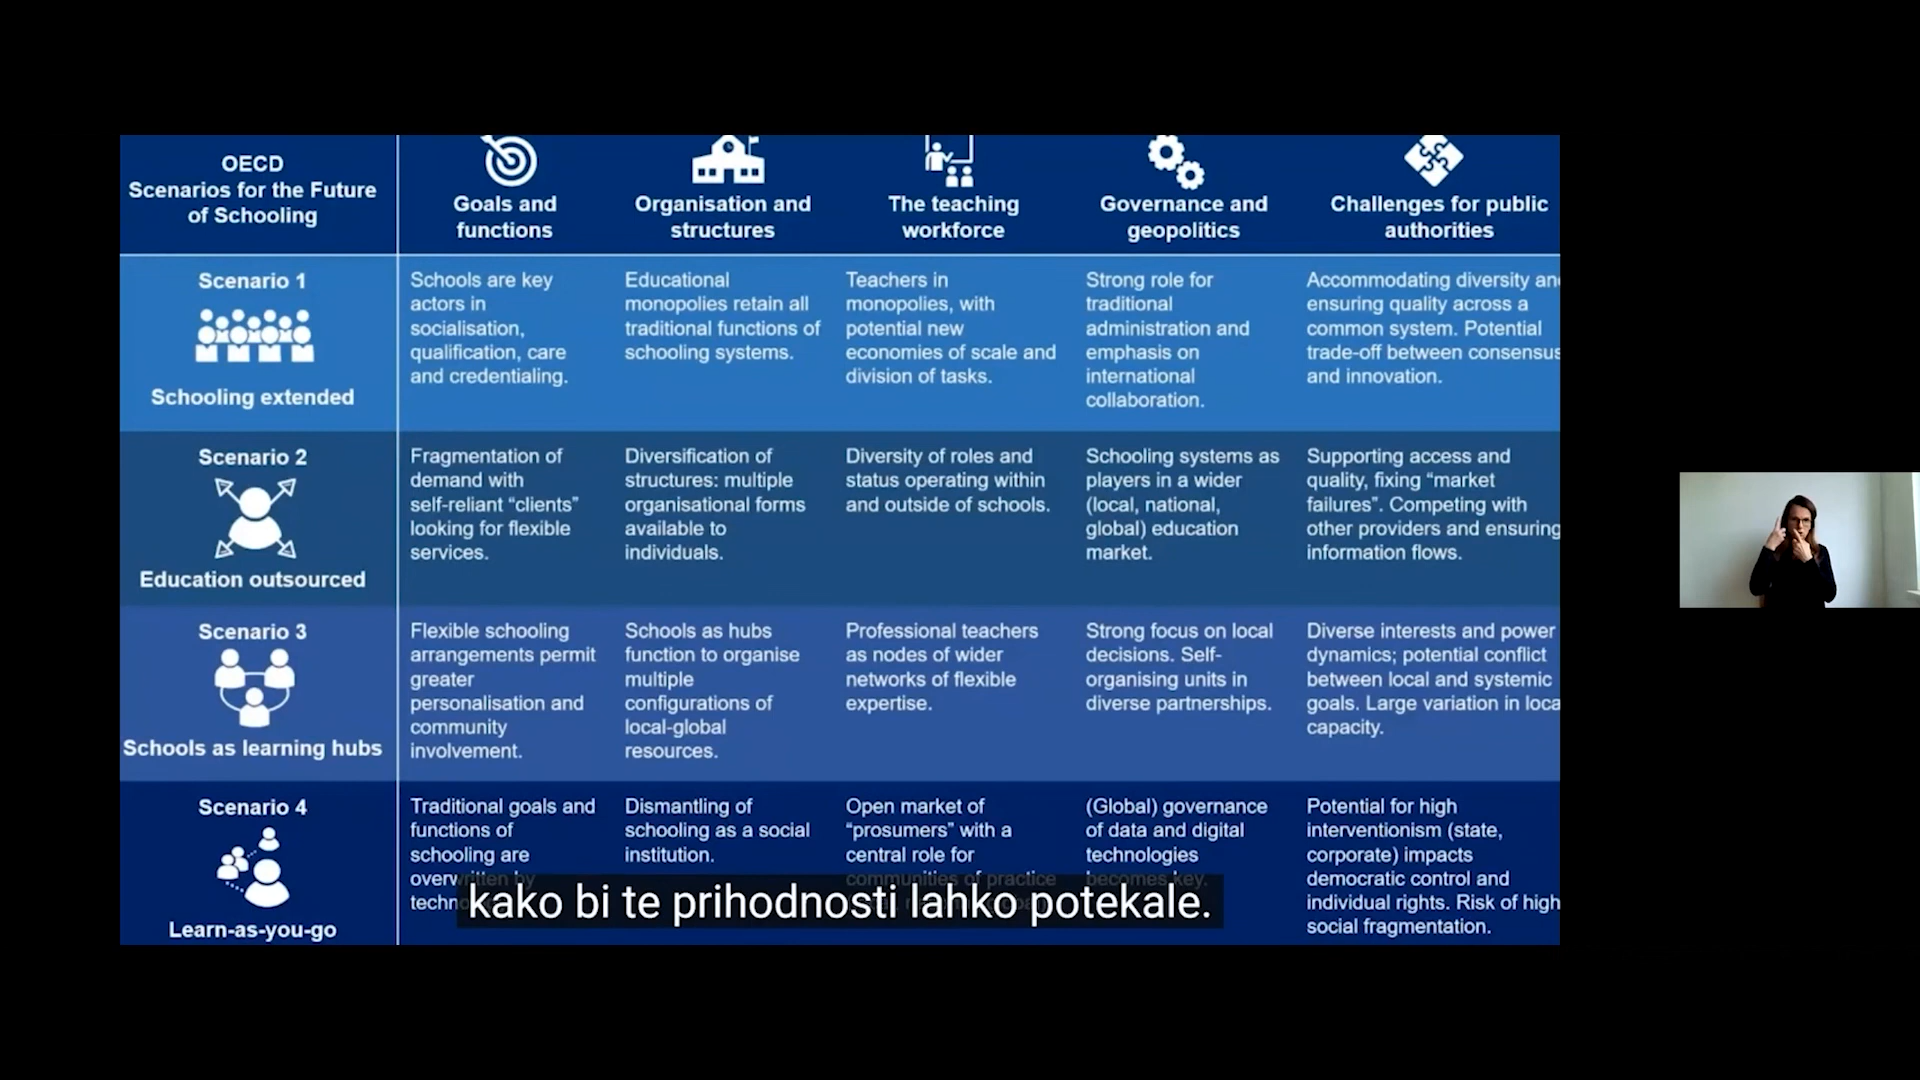 OECD
Scenarios for the Future
of Schooling
Goals and
functions
Organisation and
structures
The teaching
workforce
Governance and
geopolitics
Challenges for public
authorities
Scenario 1
Schooling extended
Schools are key
actors in
socialisation,
qualification, care
and credentialing.
Educational
monopolies retain all
traditional functions of
schooling systems.
Teachers in
monopolies, with
potential new
economies of scale and
division of tasks.
Strong role for
traditional
administration and
emphasis on
international
collaboration.
Accommodating diversity an
ensuring quality across a
common system. Potential
trade-off between consensus
and innovation.
Scenario 2
Education outsourced
Fragmentation of
demand with
self-reliant “clients”
looking for flexible
services.
Diversification of
structures: multiple
organisational forms
available to
individuals.
Diversity of roles and
status operating within
and outside of schools.
Schooling systems as
players in a wider
(local, national,
global) education
market.
Supporting access and
quality, fixing “market
failures”. Competing with
other providers and ensuring
information flows.
Scenario 3
Schools as learning hubs
Flexible schooling
arrangements permit
greater
personalisation and
community
involvement.
Schools as hubs
function to organise
multiple
configurations of
local-global
resources.
Professional teachers
as nodes of wider
networks of flexible
expertise.
Strong focus on local
decisions. Self-
organising units in
diverse partnerships.
Diverse interests and power
dynamics; potential conflict
between local and systemic
goals. Large variation in loca
capacity.
Scenario 4
Learn-as-you-go
Traditional goals and
functions of
schooling are
overwritten by
techn
Dismantling of
schooling as a social
institution.
Open market of
“prosumers” with a
central role for
communities of practice
(Global) governance
of data and digital
technologies
becomes key.
Potential for high
interventionism (state,
corporate) impacts
democratic control and
individual rights. Risk of high
social fragmentation.
kako bi te prihodnosti lahko potekale.